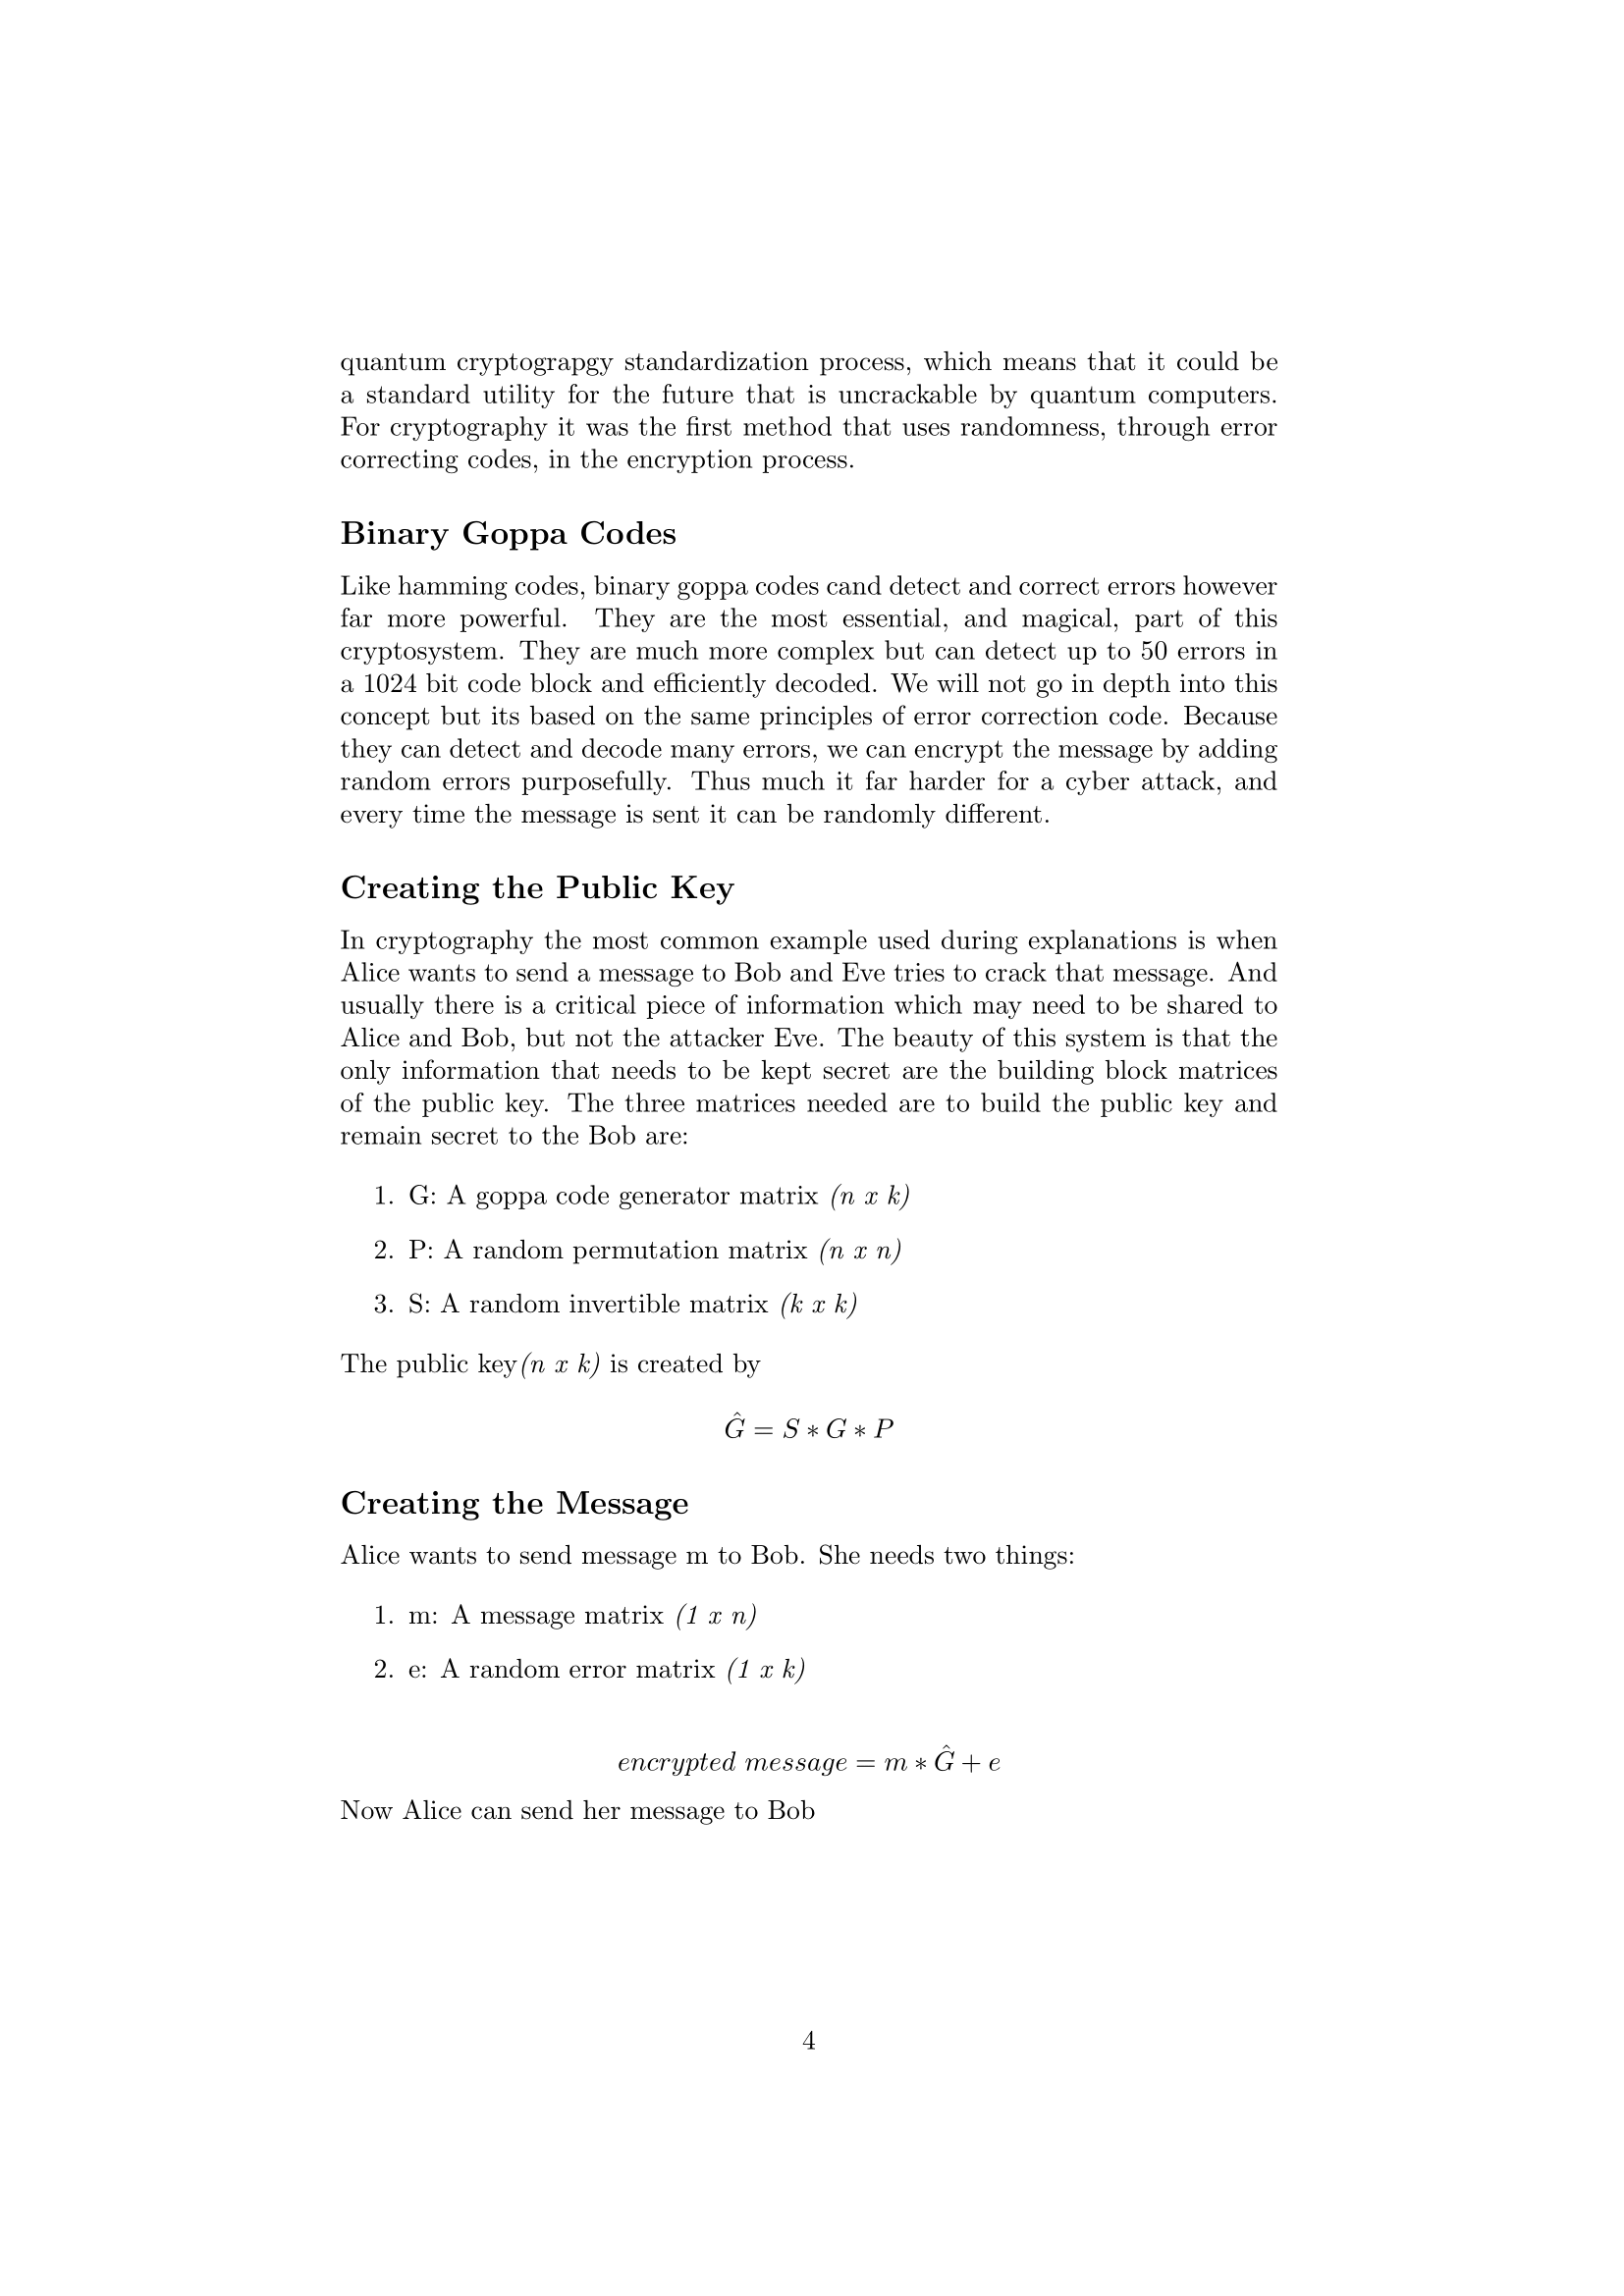 quantum cryptograpgy standardization process, which means that it could be
a standard utility for the future that is uncrackable by quantum computers.
For cryptography it was the first method that uses randomness, through error
correcting codes, in the encryption process.
Binary Goppa Codes
Like hamming codes, binary goppa codes cand detect and correct errors however
far more powerful. They are the most essential, and magical, part of this
cryptosystem. They are much more complex but can detect up to 50 errors in
a 1024 bit code block and efficiently decoded. We will not go in depth into this
concept but its based on the same principles of error correction code. Because
they can detect and decode many errors, we can encrypt the message by adding
random errors purposefully. Thus much it far harder for a cyber attack, and
every time the message is sent it can be randomly different.
Creating the Public Key
In cryptography the most common example used during explanations is when
Alice wants to send a message to Bob and Eve tries to crack that message. And
usually there is a critical piece of information which may need to be shared to
Alice and Bob, but not the attacker Eve. The beauty of this system is that the
only information that needs to be kept secret are the building block matrices
of the public key. The three matrices needed are to build the public key and
remain secret to the Bob are:
1. G: A goppa code generator matrix (n x k)
2. P: A random permutation matrix (n x n)
3. S: A random invertible matrix (k x k)
The public key(n x k) is created by
Ĝ = S ∗ G ∗ P
Creating the Message
Alice wants to send message m to Bob. She needs two things:
1. m: A message matrix (1 x n)
2. e: A random error matrix (1 x k)
encrypted message = m ∗ Ĝ + e
Now Alice can send her message to Bob
4